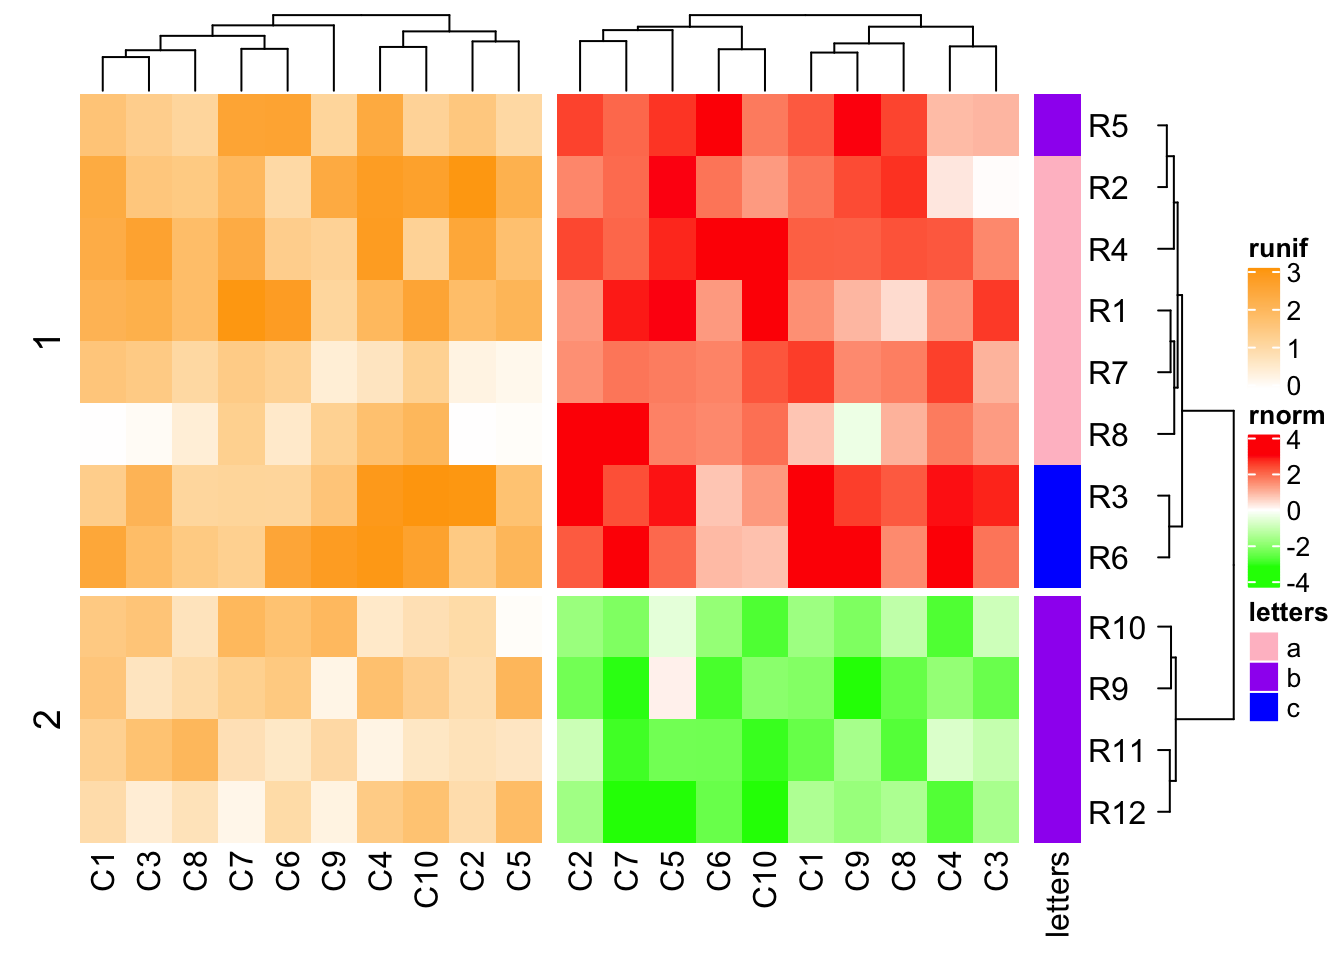 1
2
R5
R2
R4
R1
R7
R8
R3
R6
R10
R9
R11
R12
C1 C3 C8 C7 C6 C9 C4 C10 C2 C5
C2 C7 C5 C6 C10 C1 C9 C8 C4 C3
letters
runif
3
2
1
0
rnorm
4
2
0
-2
-4
letters
a
b
c